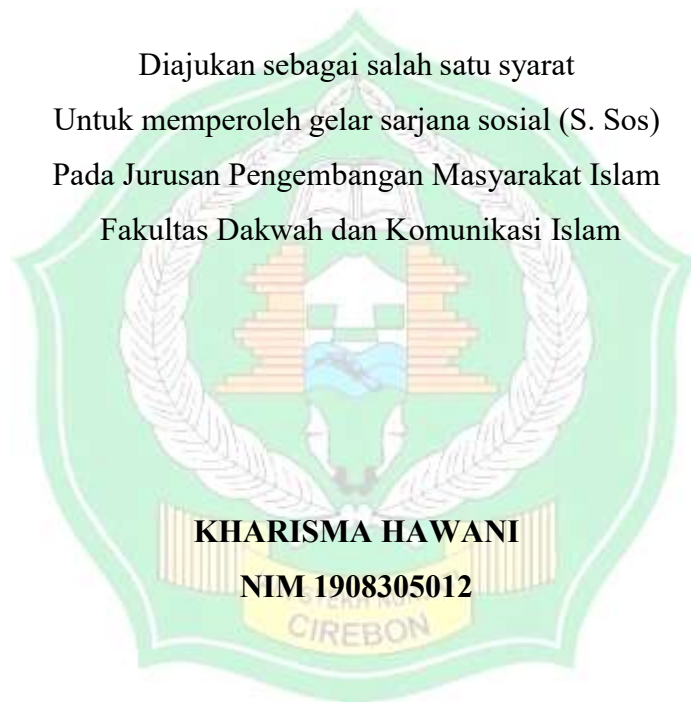 Diajukan sebagai salah satu syarat
Untuk memperoleh gelar sarjana sosial (S. Sos)
Pada Jurusan Pengembangan Masyarakat Islam
Fakultas Dakwah dan Komunikasi Islam
KHARISMA HAWANI
NIM 1908305012
CIREBON